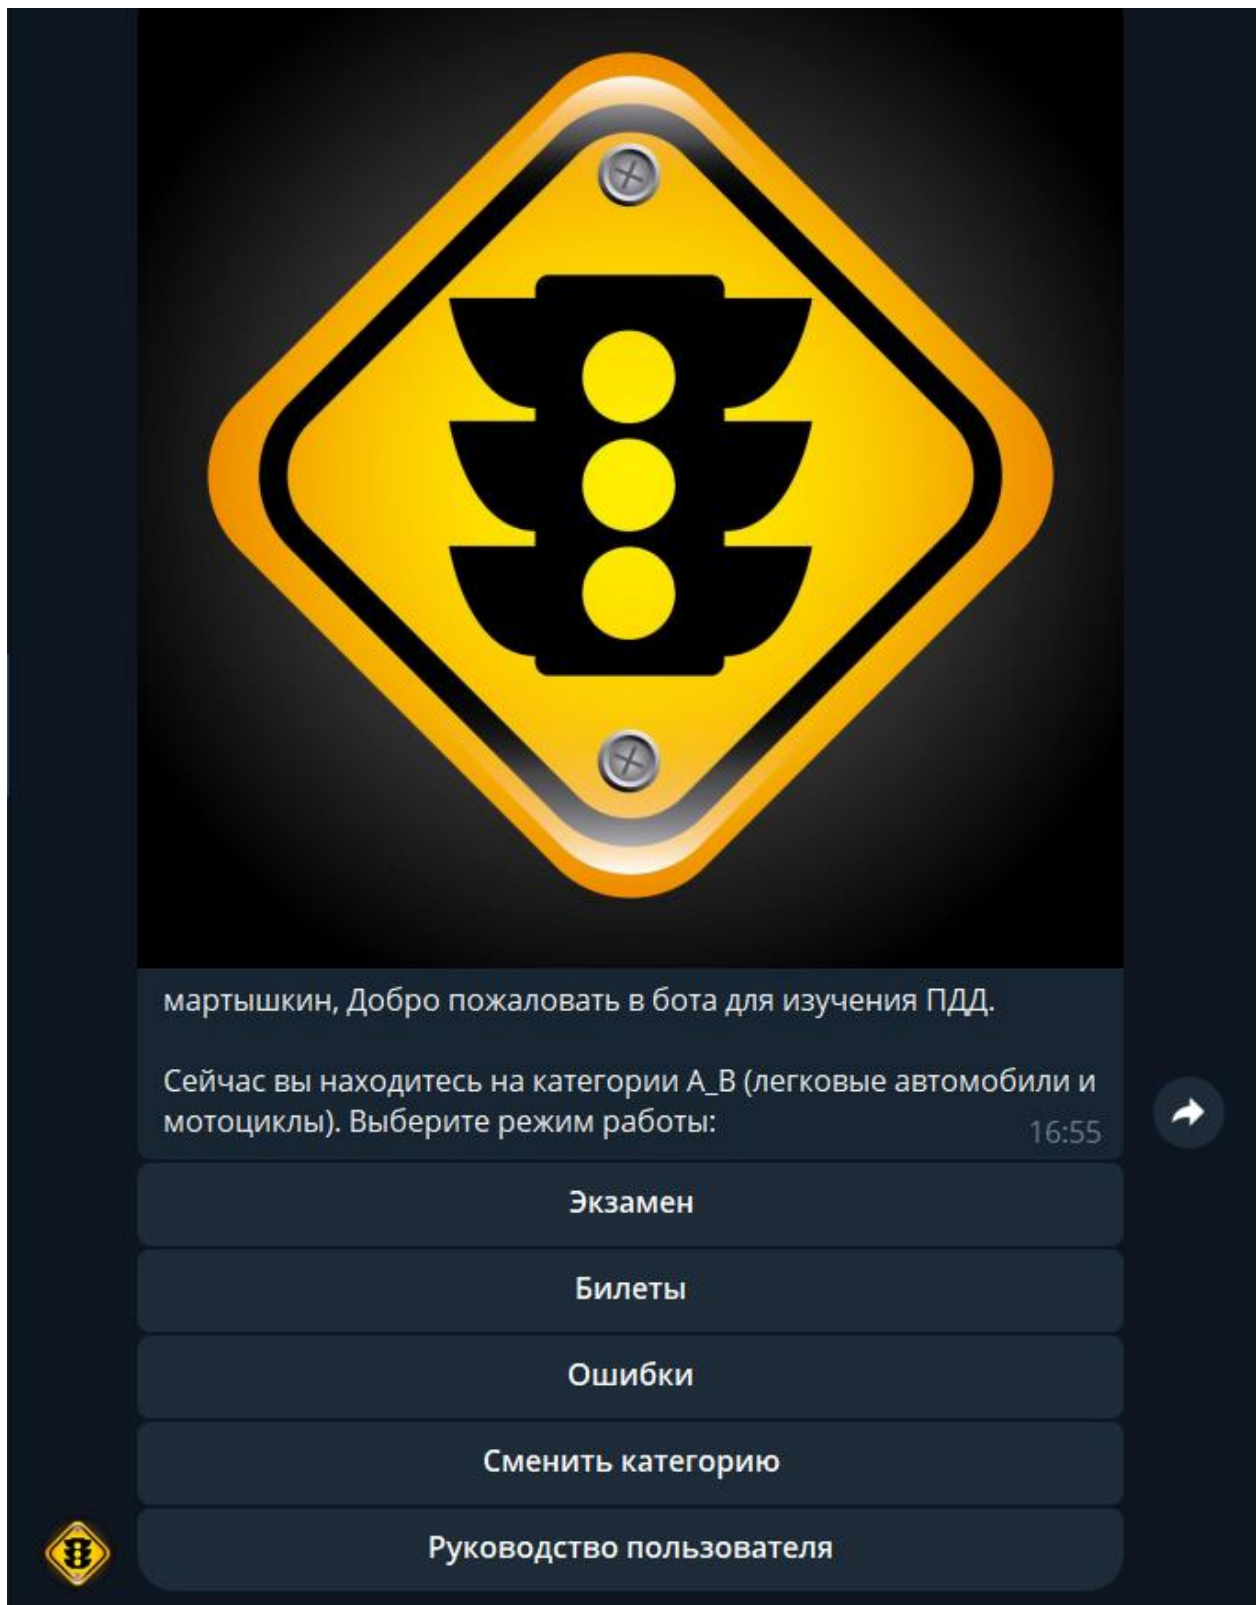 мартышкин, Добро пожаловать в бота для изучения ПДД.
Сейчас вы находитесь на категории A_B (легковые автомобили и
мотоциклы). Выберите режим работы:
16:55
Экзамен
Билеты
Ошибки
Сменить категорию
Руководство пользователя